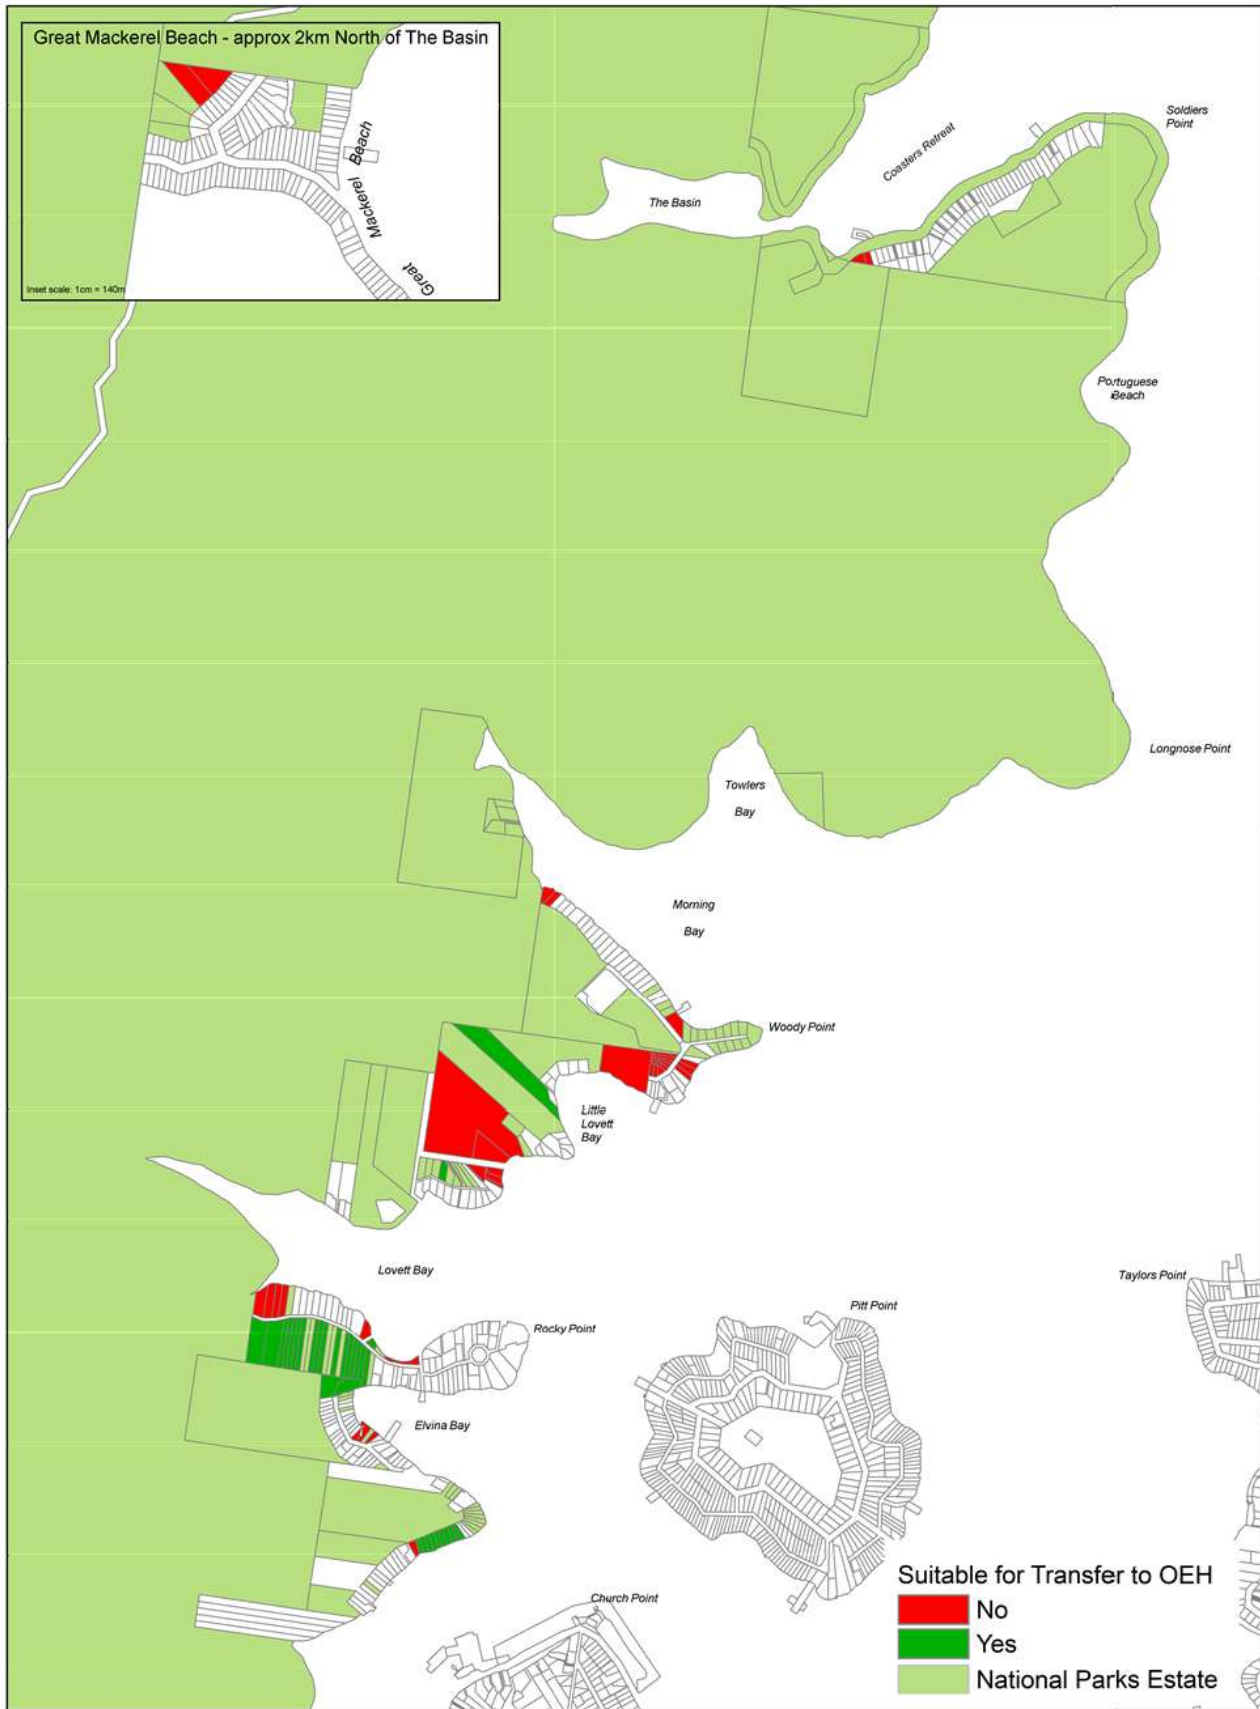 Great Mackerel Beach - approx 2km North of The Basin
Great Mackerel Beach
Inset scale: 1cm = 140m
Soldiers
Point
Coasters Retreat
The Basin
Portuguese
Beach
Longnose Point
Towlers
Bay
Morning
Bay
Woody Point
Little
Lovett
Bay
Lovett Bay
Taylors Point
Pitt Point
Rocky Point
Elvina Bay
Church Point
Suitable for Transfer to OEH
No
Yes
National Parks Estate